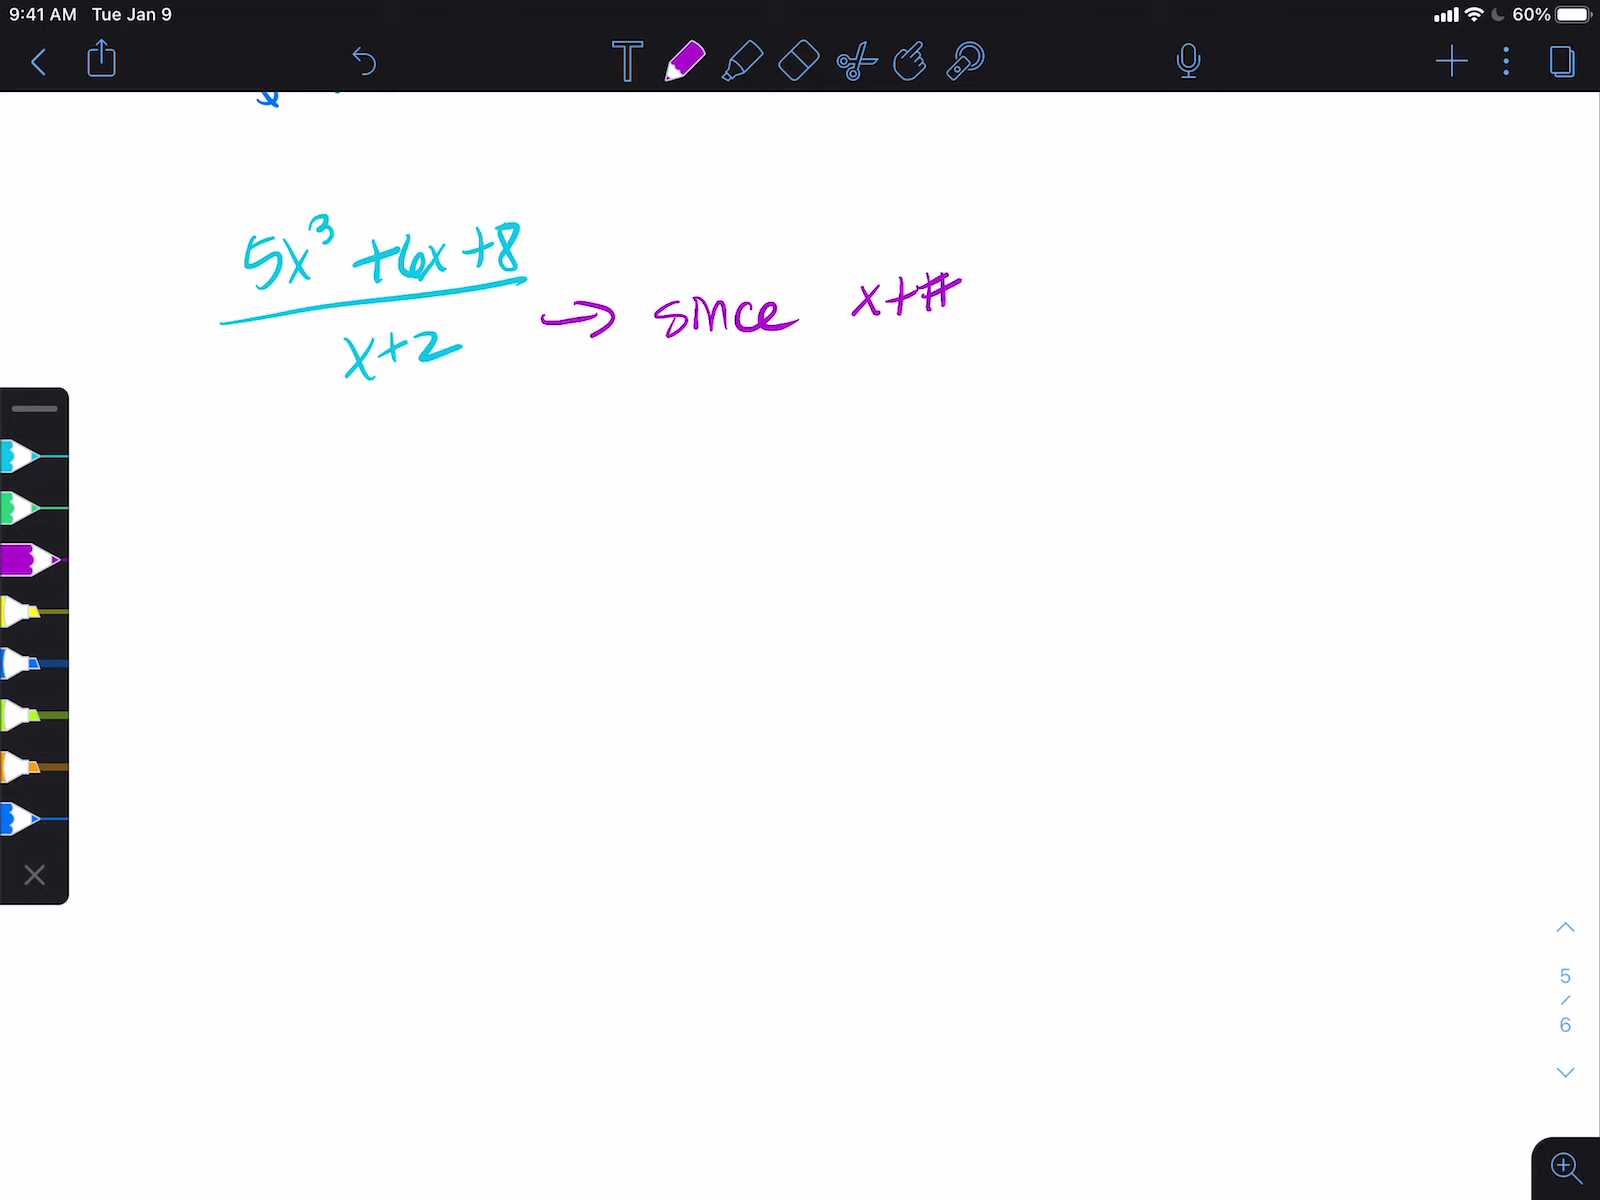 9:41 AM Tue Jan 9
60%
T
5x³ +6x +8
x+2
→ since x+#
5
/
6